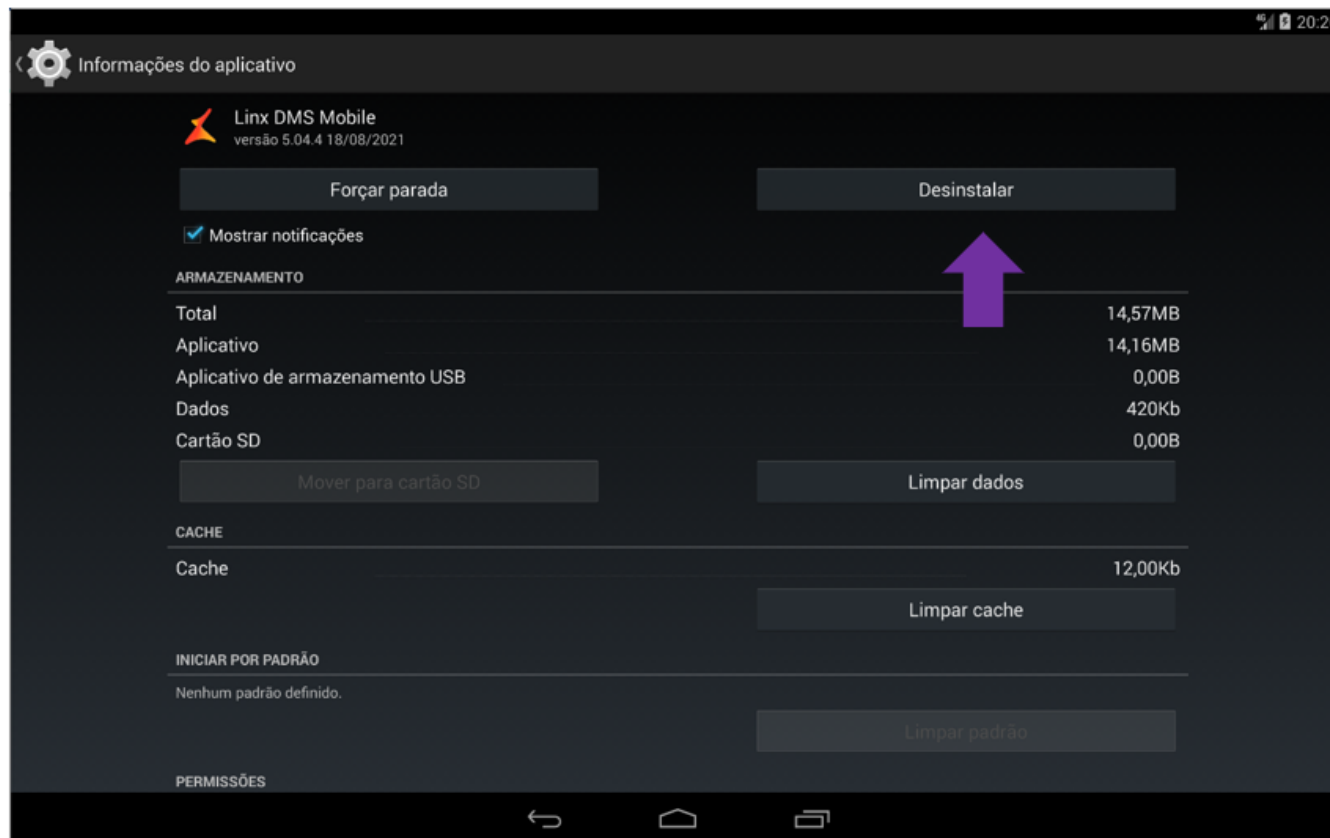 4G 20:2
Informações do aplicativo
Linx DMS Mobile
versão 5.04.4 18/08/2021
Forçar parada
Desinstalar
Mostrar notificações
ARMAZENAMENTO
Total 14,57MB
Aplicativo 14,16MB
Aplicativo de armazenamento USB 0,00B
Dados 420Kb
Cartão SD 0,00B
Mover para cartão SD
Limpar dados
CACHE
Cache 12,00Kb
Limpar cache
INICIAR POR PADRÃO
Nenhum padrão definido.
Limpar padrão
PERMISSÕES